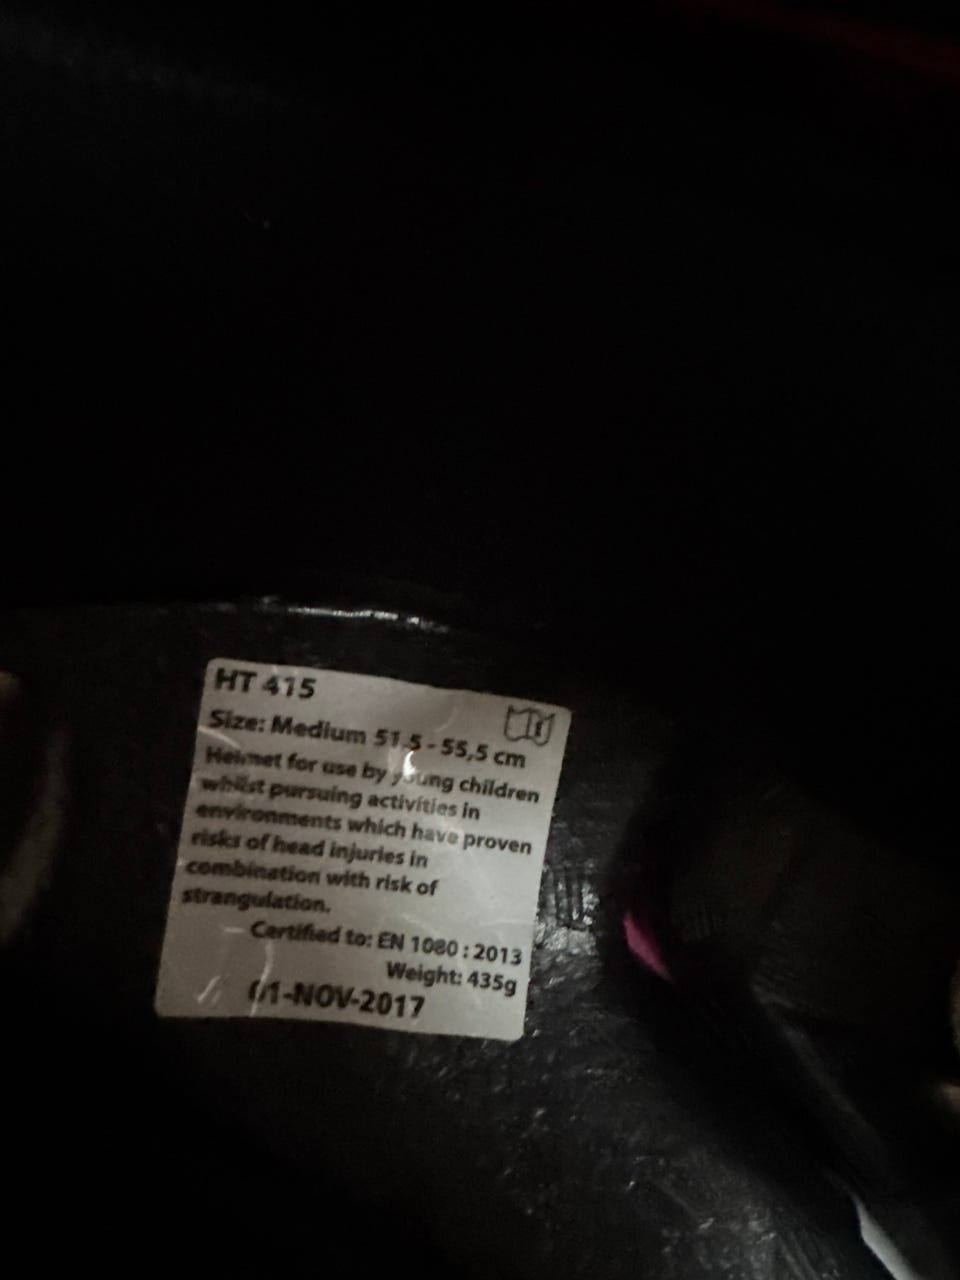 HT 415
Size: Medium 51,5 - 55,5 cm
Helmet for use by young children
whilst pursuing activities in
environments which have proven
risks of head injuries in
combination with risk of
strangulation.
Certified to: EN 1080 : 2013
Weight: 435g
01-NOV-2017